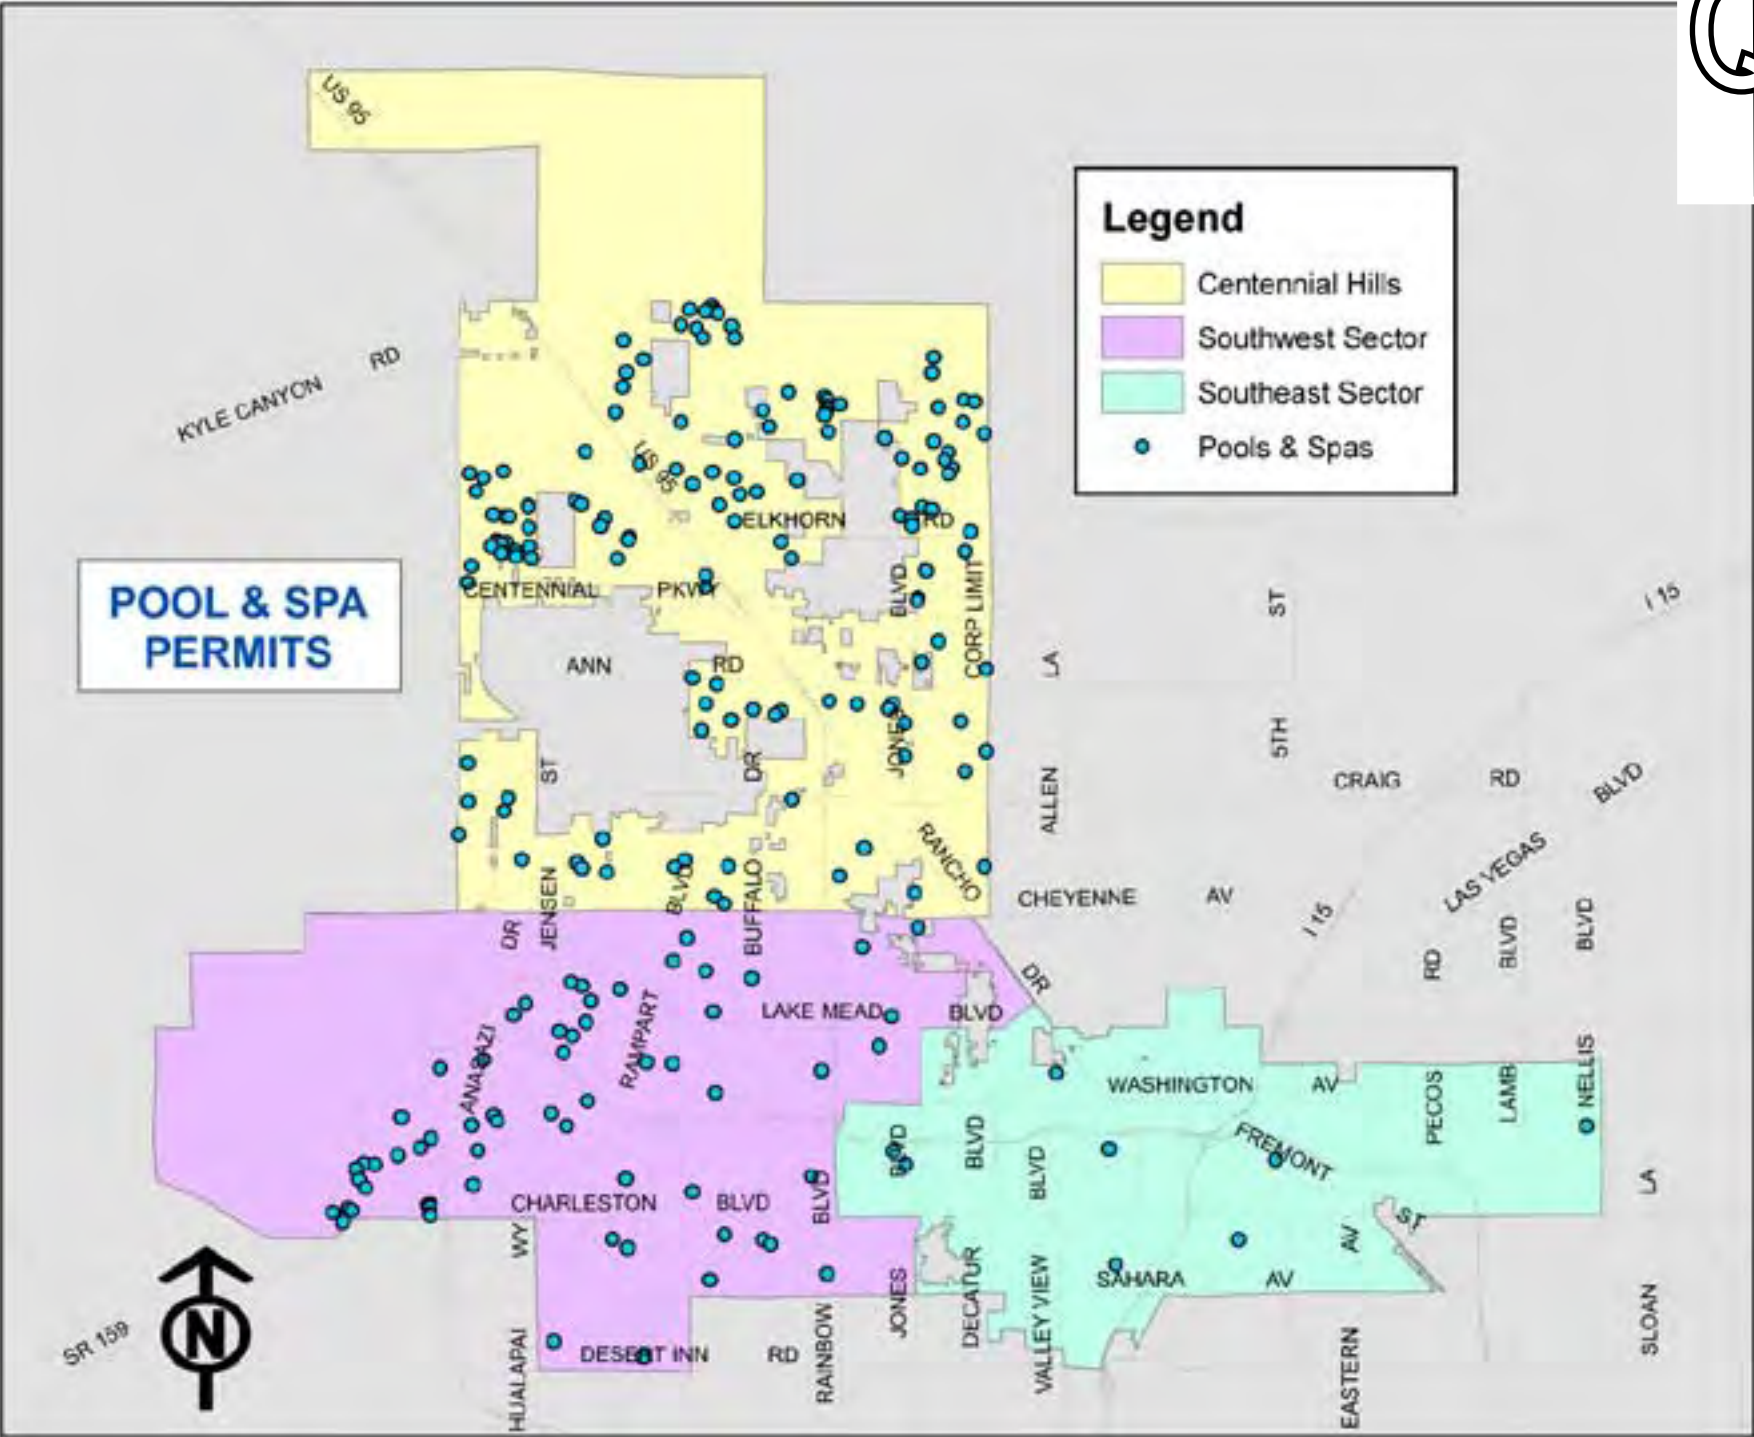 US 95
Legend
Centennial Hills
Southwest Sector
Southeast Sector
Pools & Spas
KYLE CANYON RD
US 95
ELKHORN RD
POOL & SPA
PERMITS
CENTENNIAL PKWY
BLVD
CORP LIMIT
ST
I 15
ANN RD
LA
5TH
JONES
ST
DR
ALLEN
CRAIG RD
BLVD
RANCHO
LAS VEGAS
BLVD
BUFFALO
JENSEN
DR
CHEYENNE AV
I 15
BLVD
BLVD
RD
DR
LAKE MEAD BLVD
RAMPART
ANASAZI
WASHINGTON AV
PECOS
LAMB
NELLIS
BLVD
BLVD
BLVD
FREMONT
ST
LA
CHARLESTON BLVD
BLVD
WY
AV
SAHARA AV
JONES
DECATUR
VALLEY VIEW
SLOAN
SR 159
N
HUALAPAI
DESERT INN RD
RAINBOW
EASTERN